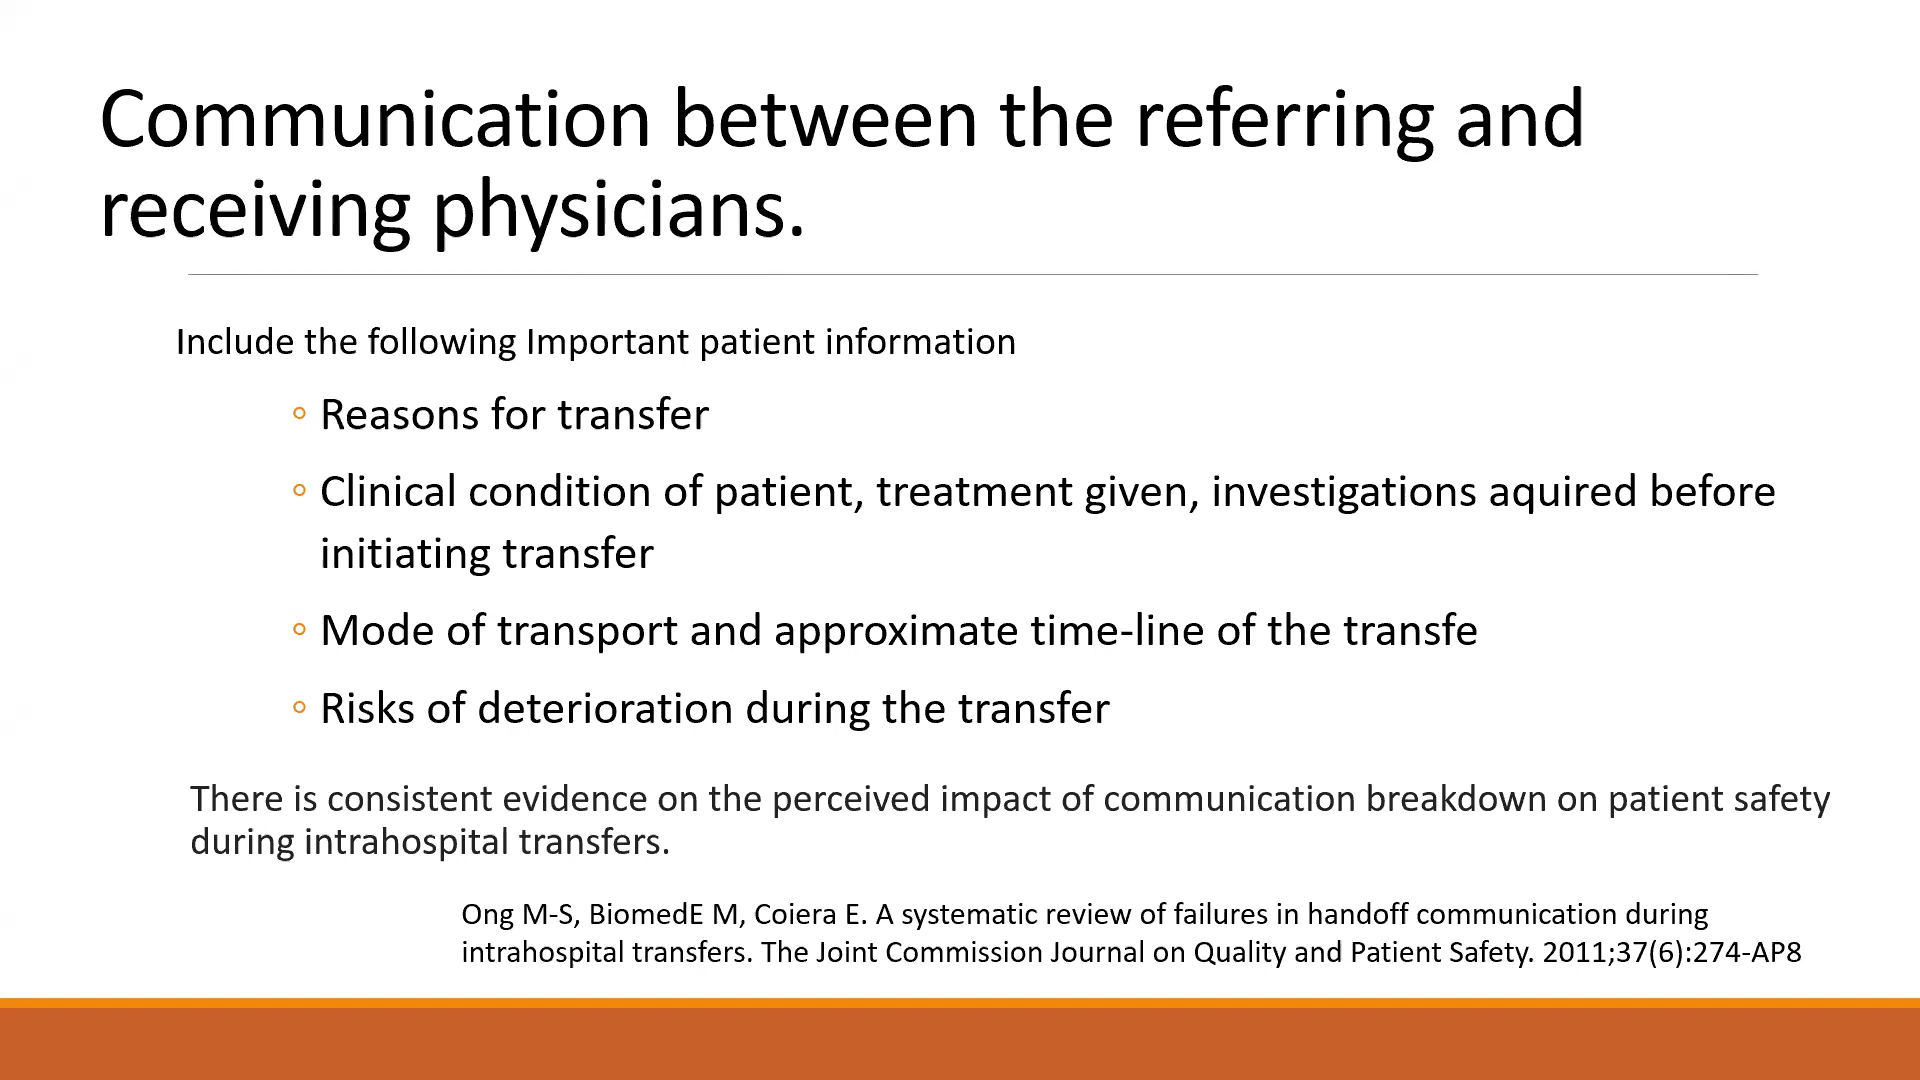 Communication between the referring and
receiving physicians.
Include the following Important patient information
◦ Reasons for transfer
◦ Clinical condition of patient, treatment given, investigations aquired before
initiating transfer
◦ Mode of transport and approximate time-line of the transfe
◦ Risks of deterioration during the transfer
There is consistent evidence on the perceived impact of communication breakdown on patient safety
during intrahospital transfers.
Ong M-S, BiomedE M, Coiera E. A systematic review of failures in handoff communication during
intrahospital transfers. The Joint Commission Journal on Quality and Patient Safety. 2011;37(6):274-AP8